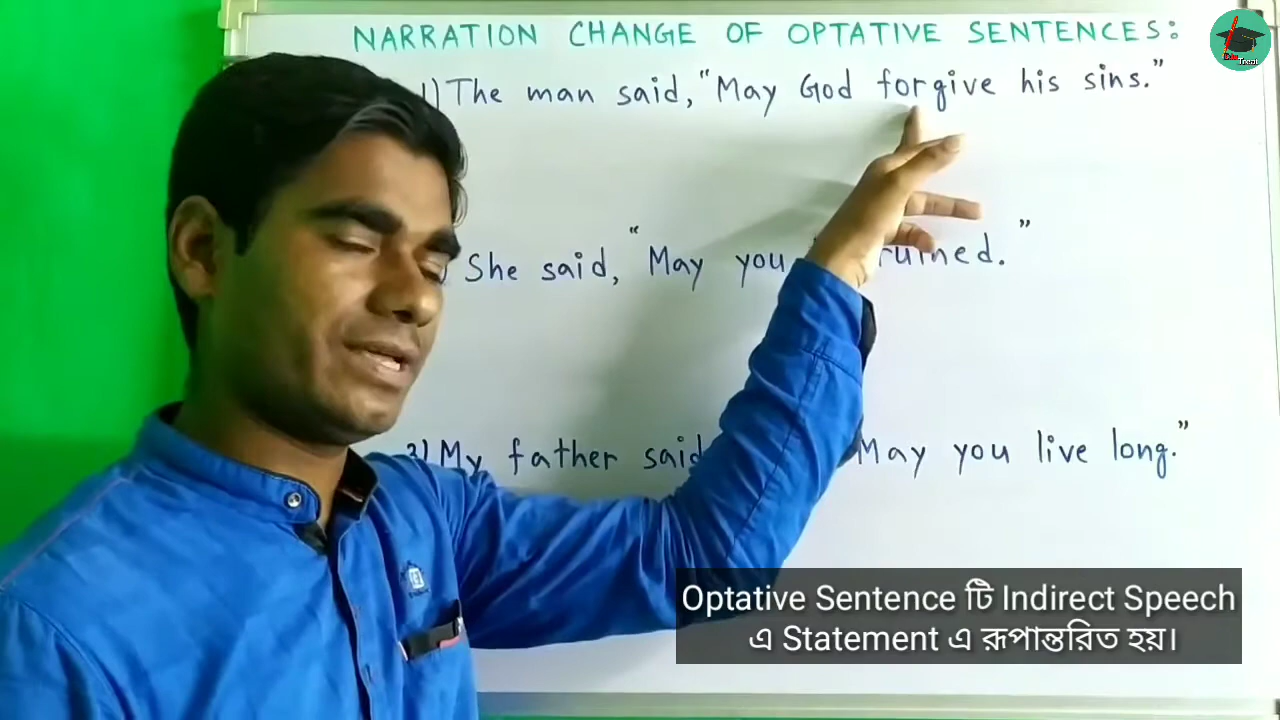 NARRATION CHANGE OF OPTATIVE SENTENCES:
1) The man said, "May God forgive his sins."
She said, "May you ruined."
3) My father said May you live long."
Optative Sentence টি Indirect Speech
এ Statement এ রূপান্তরিত হয়।
Treat